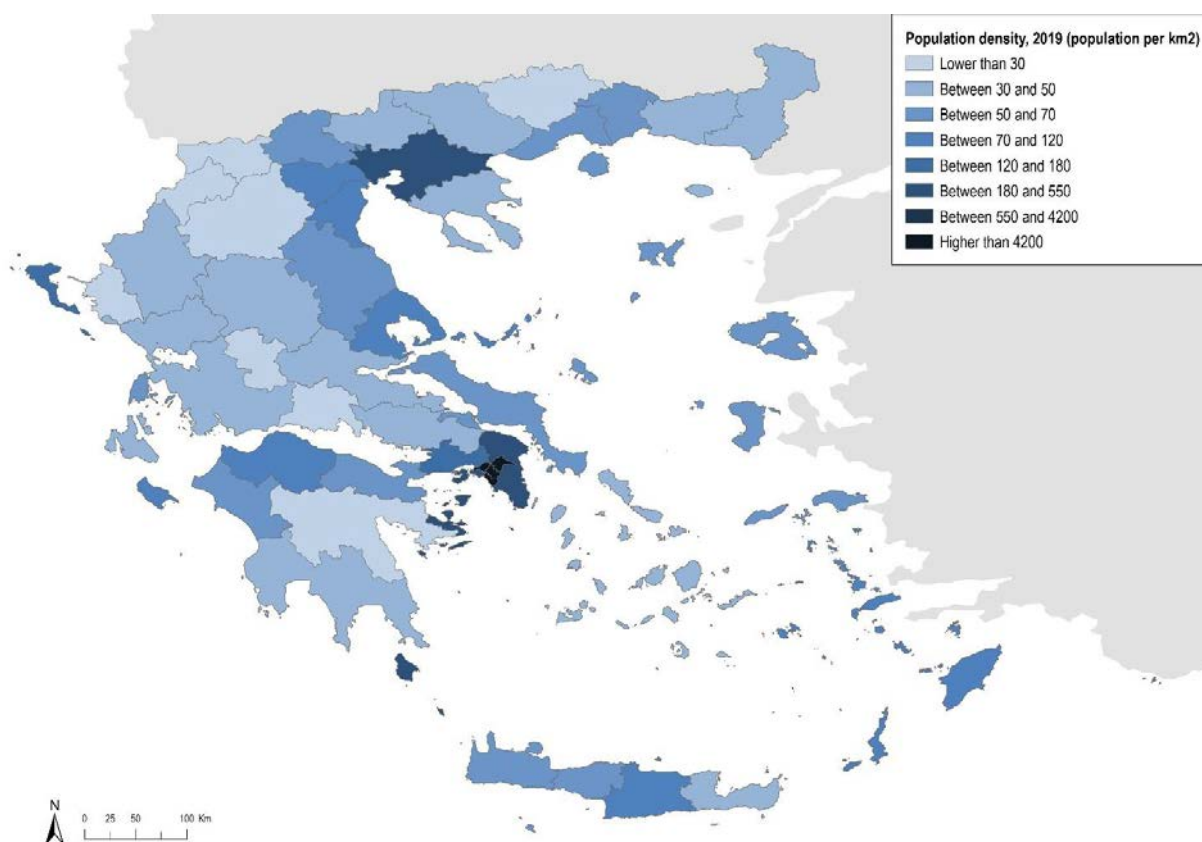 Population density, 2019 (population per km2)
Lower than 30
Between 30 and 50
Between 50 and 70
Between 70 and 120
Between 120 and 180
Between 180 and 550
Between 550 and 4200
Higher than 4200
N
0 25 50 100 Km